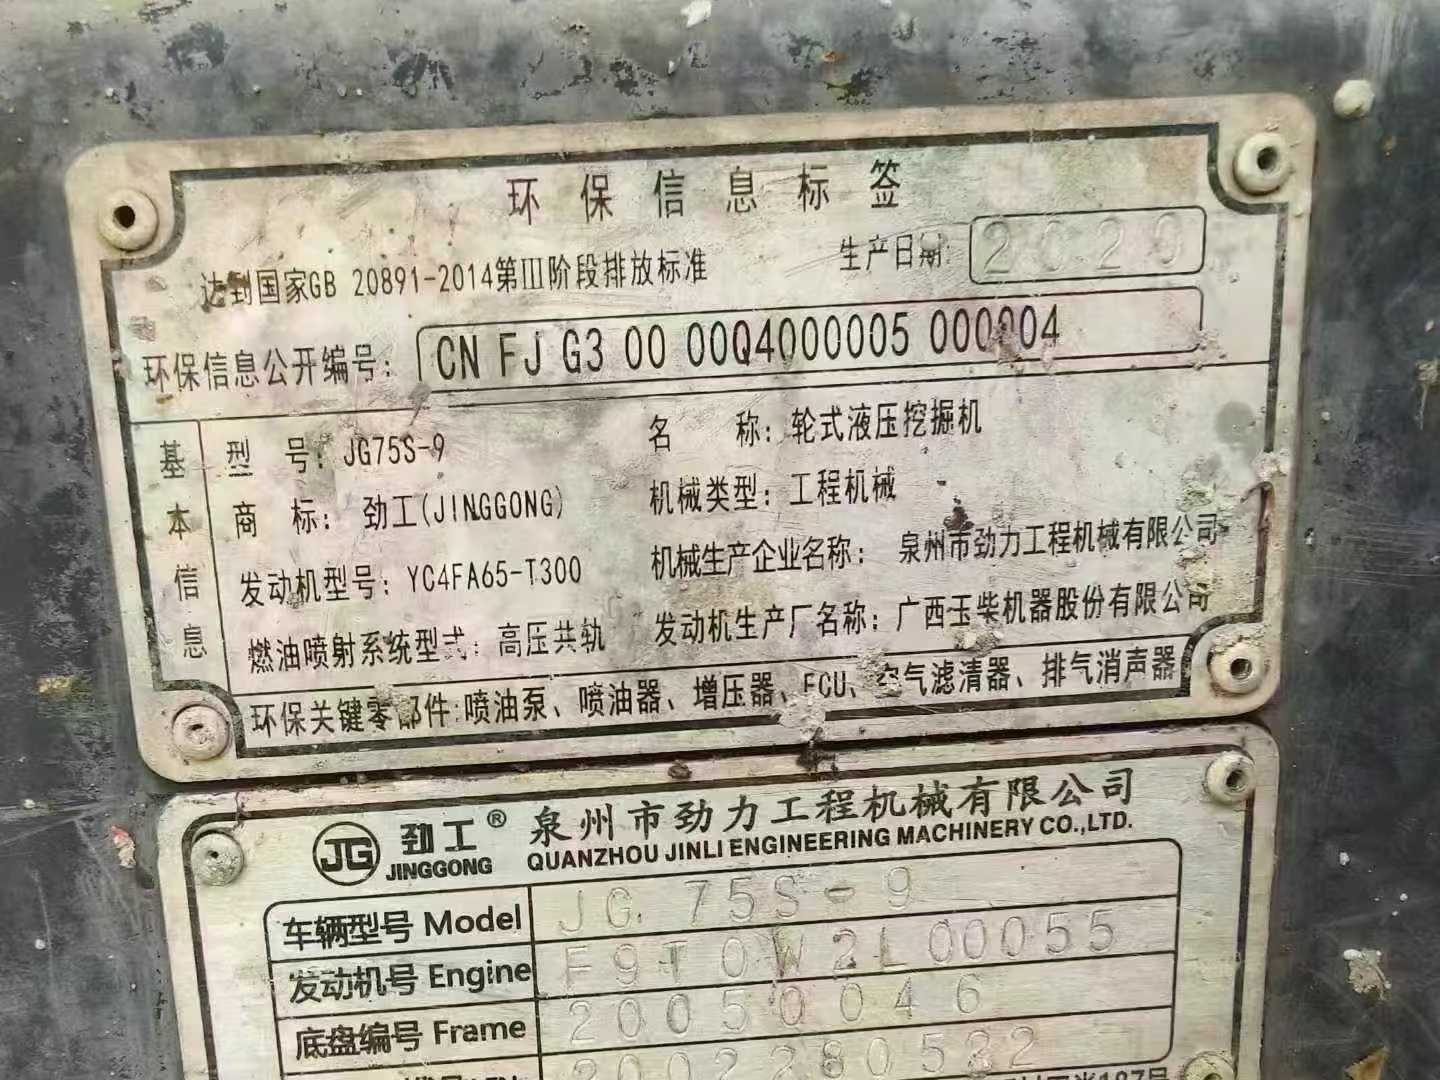 环保信息标签
达到国家GB 20891-2014第III阶段排放标准 生产日期: 2020
环保信息公开编号: CN FJ G3 00 00Q4000005 000004
基本信息
型 号: JG75S-9 名 称: 轮式液压挖掘机
商 标: 劲工(JINGGONG) 机械类型: 工程机械
发动机型号: YC4FA65-T300 机械生产企业名称: 泉州市劲力工程机械有限公司
燃油喷射系统型式: 高压共轨 发动机生产厂名称: 广西玉柴机器股份有限公司
环保关键零部件:喷油泵、喷油器、增压器、ECU、空气滤清器、排气消声器
JG 劲工® 泉州市劲力工程机械有限公司
JINGGONG QUANZHOU JINLI ENGINEERING MACHINERY CO.,LTD.
车辆型号 Model JG 75S-9
发动机号 Engine F9T0W2L00055
底盘编号 Frame 20050046
2002280522